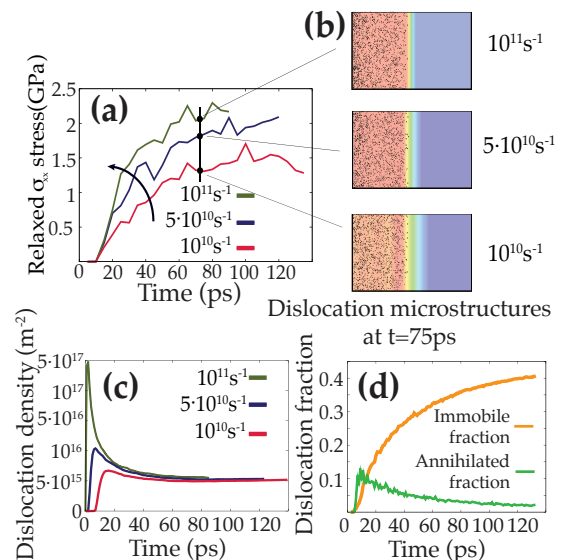 (a)
Relaxed σxx stress(GPa)
2.5
2
1.5
1
0.5
20 40 60 80 100 120
Time (ps)
10¹¹s⁻¹
5·10¹⁰s⁻¹
10¹⁰s⁻¹
(b)
10¹¹s⁻¹
5·10¹⁰s⁻¹
10¹⁰s⁻¹
Dislocation microstructures
at t=75ps
(c)
Dislocation density (m⁻²)
5·10¹⁷
10¹⁷
5·10¹⁶
10¹⁶
5·10¹⁵
0
20 40 60 80 100 120
Time (ps)
10¹¹s⁻¹
5·10¹⁰s⁻¹
10¹⁰s⁻¹
(d)
Dislocation fraction
0.4
0.3
0.2
0.1
0 20 40 60 80 100 120
Time (ps)
Immobile
fraction
Annihilated
fraction